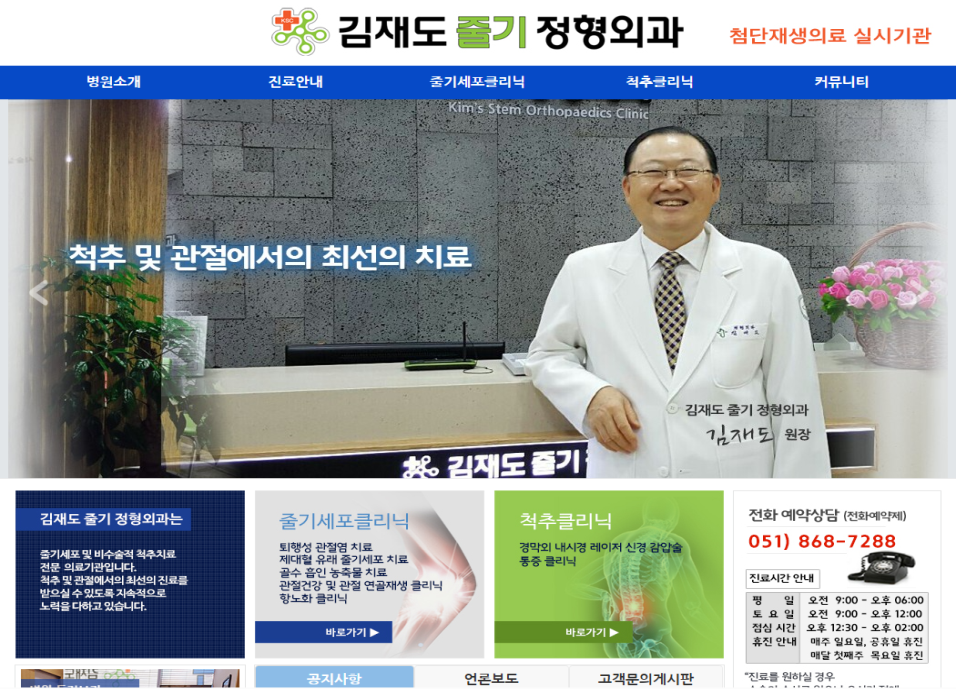 KSC
김재도 줄기 정형외과
첨단재생의료 실시기관
병원소개 진료안내 줄기세포클리닉 척추클리닉 커뮤니티
Kim's Stem Orthopaedics Clinic
척추 및 관절에서의 최선의 치료
김재도 줄기 정형외과
김재도 원장
김재도 줄기
김재도 줄기 정형외과는
줄기세포 및 비수술적 척추치료
전문 의료기관입니다.
척추 및 관절에서의 최선의 진료를
받으실 수 있도록 지속적으로
노력을 다하고 있습니다.
줄기세포클리닉
퇴행성 관절염 치료
제대혈 유래 줄기세포 치료
골수 흡인 농축물 치료
관절건강 및 관절 연골재생 클리닉
항노화 클리닉
바로가기 ▶
척추클리닉
경막외 내시경 레이저 신경 감압술
통증 클리닉
바로가기 ▶
전화 예약상담 (전화예약제)
051) 868-7288
진료시간 안내
평 일 오전 9:00 - 오후 06:00
토 요 일 오전 9:00 - 오후 12:00
점심 시간 오후 12:30 - 오후 02:00
휴진 안내 매주 일요일, 공휴일 휴진
매달 첫째주 목요일 휴진
*진료를 원하실 경우
공지사항 언론보도 고객문의게시판